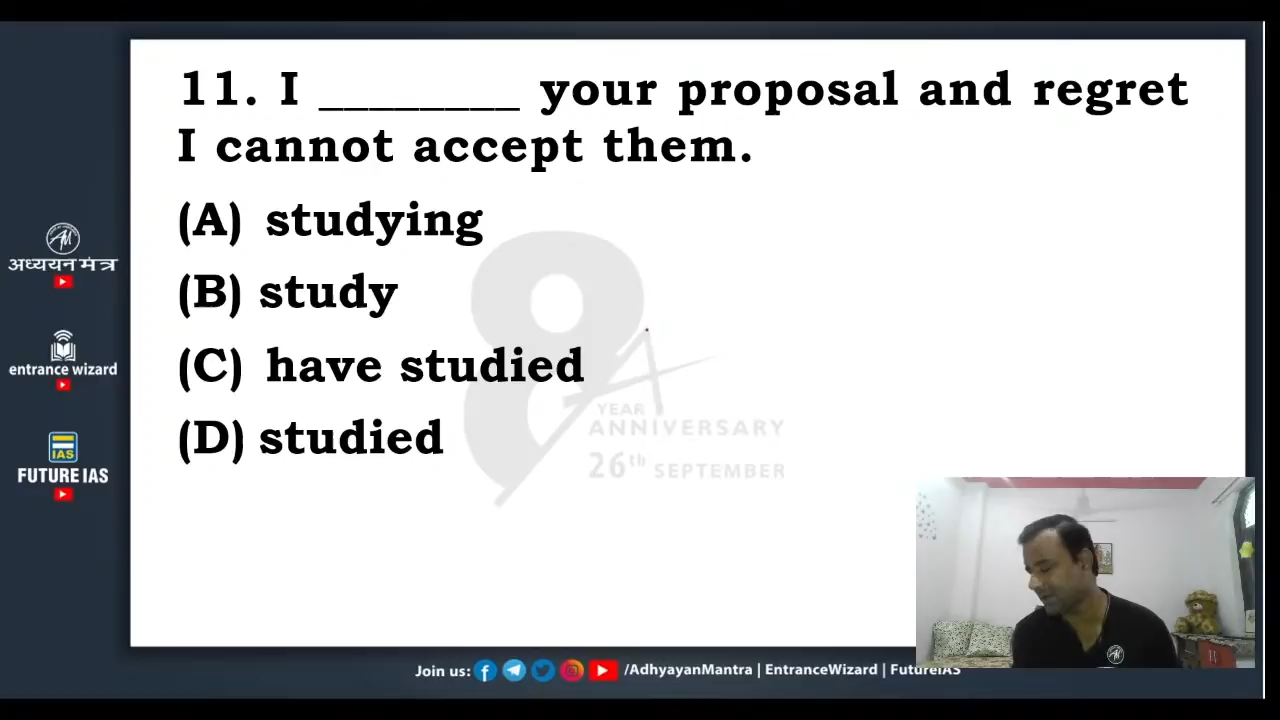 11. I ________ your proposal and regret
I cannot accept them.
(A) studying
(B) study
(C) have studied
(D) studied
अध्ययन मंत्र
entrance wizard
IAS
FUTURE IAS
YEAR
ANNIVERSARY
26th SEPTEMBER
Join us: /AdhyayanMantra | EntranceWizard | FutureIAS